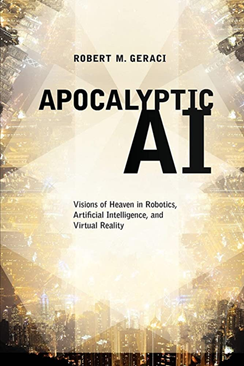 ROBERT M. GERACI
APOCALYPTIC
AI
Visions of Heaven in Robotics,
Artificial Intelligence, and
Virtual Reality